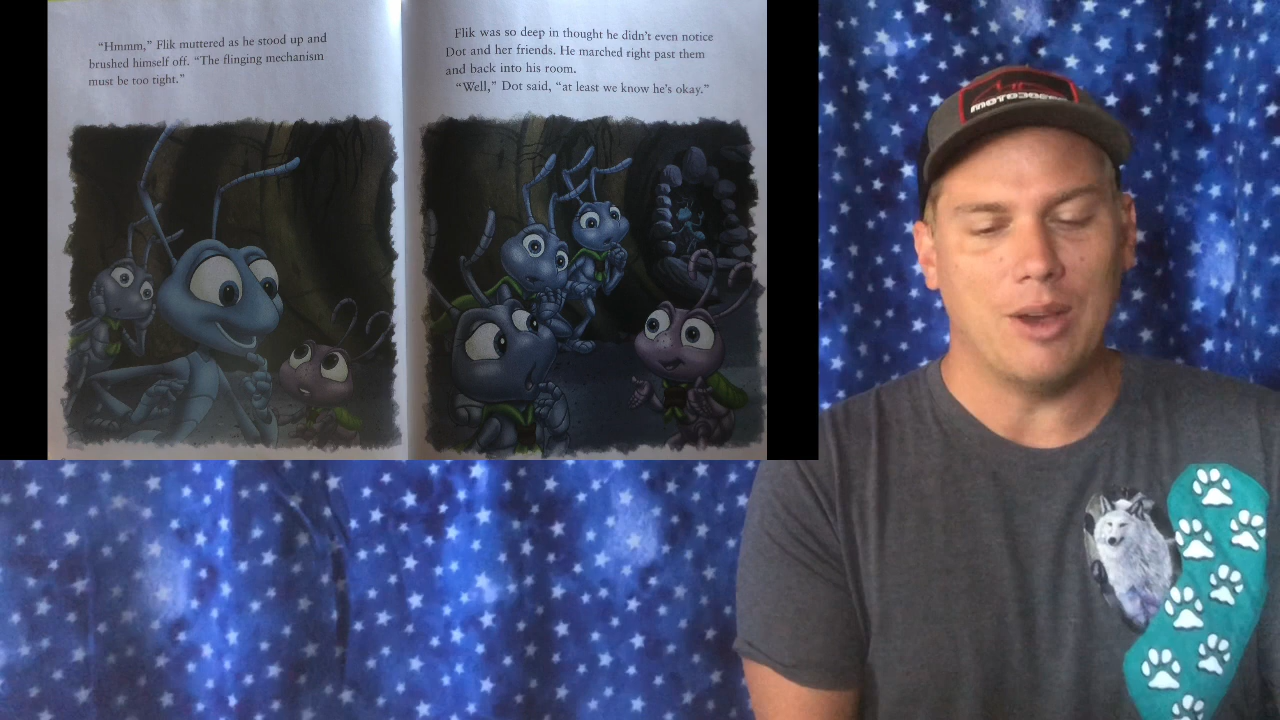 "Hmmm," Flik muttered as he stood up and
brushed himself off. "The flinging mechanism
must be too tight."
Flik was so deep in thought he didn't even notice
Dot and her friends. He marched right past them
and back into his room.
"Well," Dot said, "at least we know he's okay."